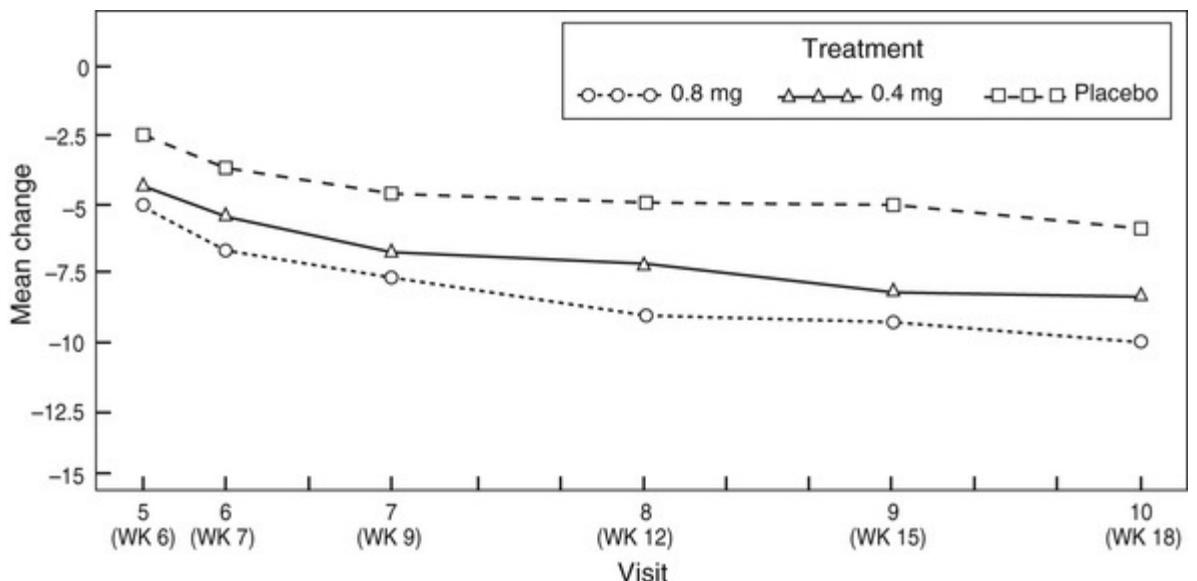 Treatment
0.8 mg 0.4 mg Placebo
Mean change
0
−2.5
−5
−7.5
−10
−12.5
−15
5 6 7 8 9 10
(WK 6) (WK 7) (WK 9) (WK 12) (WK 15) (WK 18)
Visit